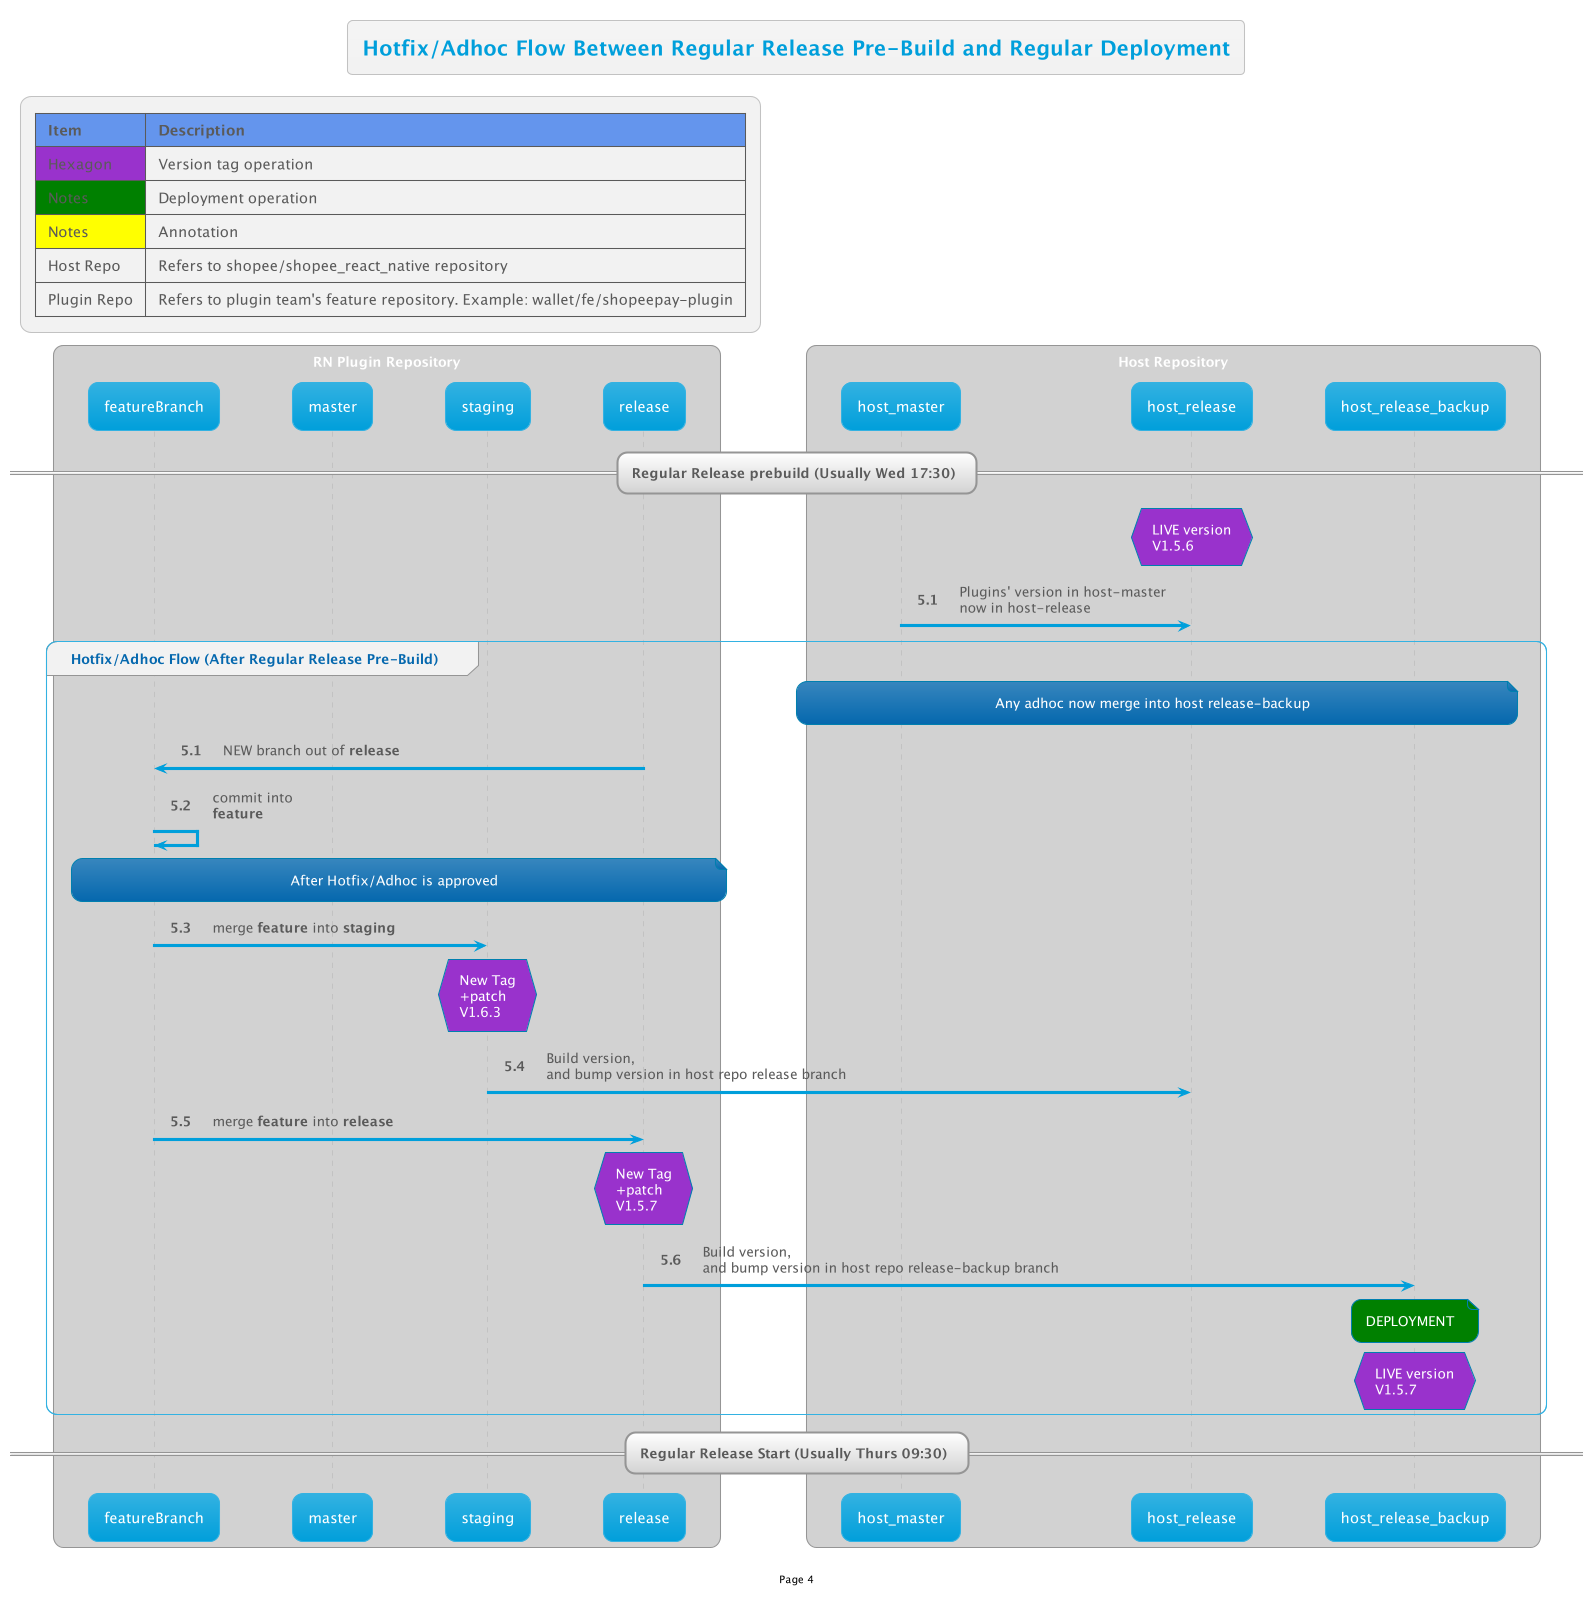 Hotfix/Adhoc Flow Between Regular Release Pre-Build and Regular Deployment
Item Description
Hexagon Version tag operation
Notes Deployment operation
Notes Annotation
Host Repo Refers to shopee/shopee_react_native repository
Plugin Repo Refers to plugin team's feature repository. Example: wallet/fe/shopeepay-plugin
RN Plugin Repository Host Repository
featureBranch master staging release host_master host_release host_release_backup
Regular Release prebuild (Usually Wed 17:30)
LIVE version
V1.5.6
5.1 Plugins' version in host-master
now in host-release
Hotfix/Adhoc Flow (After Regular Release Pre-Build)
Any adhoc now merge into host release-backup
5.1 NEW branch out of release
5.2 commit into
feature
After Hotfix/Adhoc is approved
5.3 merge feature into staging
New Tag
+patch
V1.6.3
5.4 Build version,
and bump version in host repo release branch
5.5 merge feature into release
New Tag
+patch
V1.5.7
5.6 Build version,
and bump version in host repo release-backup branch
DEPLOYMENT
LIVE version
V1.5.7
Regular Release Start (Usually Thurs 09:30)
featureBranch master staging release host_master host_release host_release_backup
Page 4